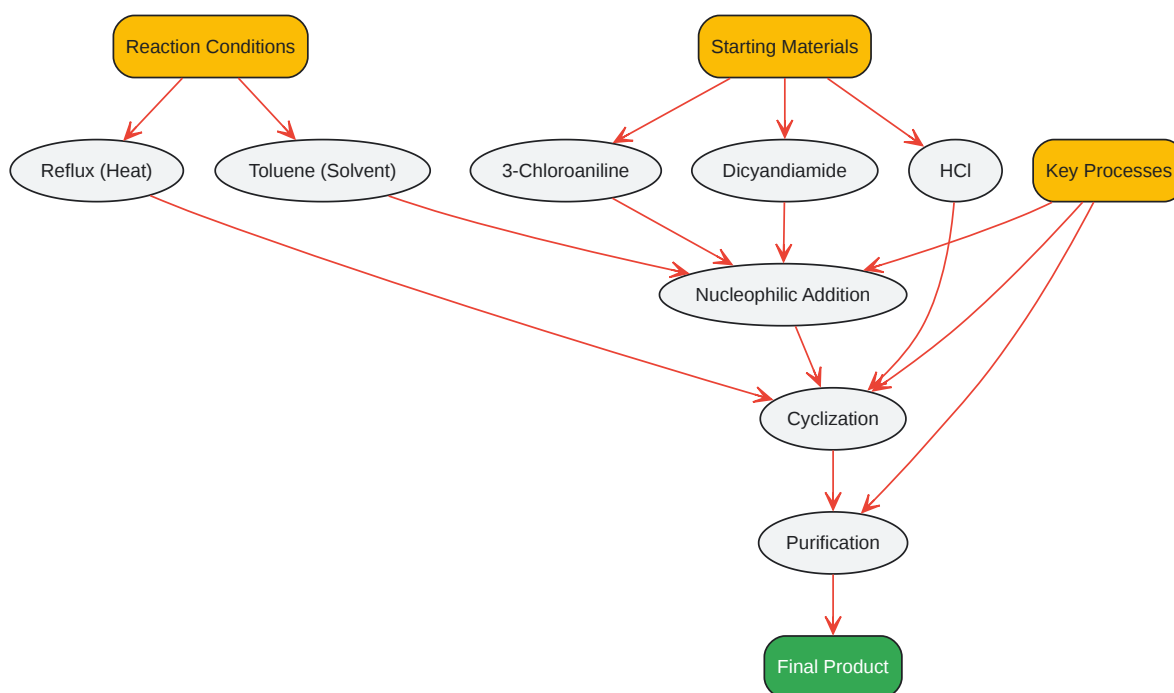 Reaction Conditions
Starting Materials
Reflux (Heat)
Toluene (Solvent)
3-Chloroaniline
Dicyandiamide
HCl
Key Processes
Nucleophilic Addition
Cyclization
Purification
Final Product